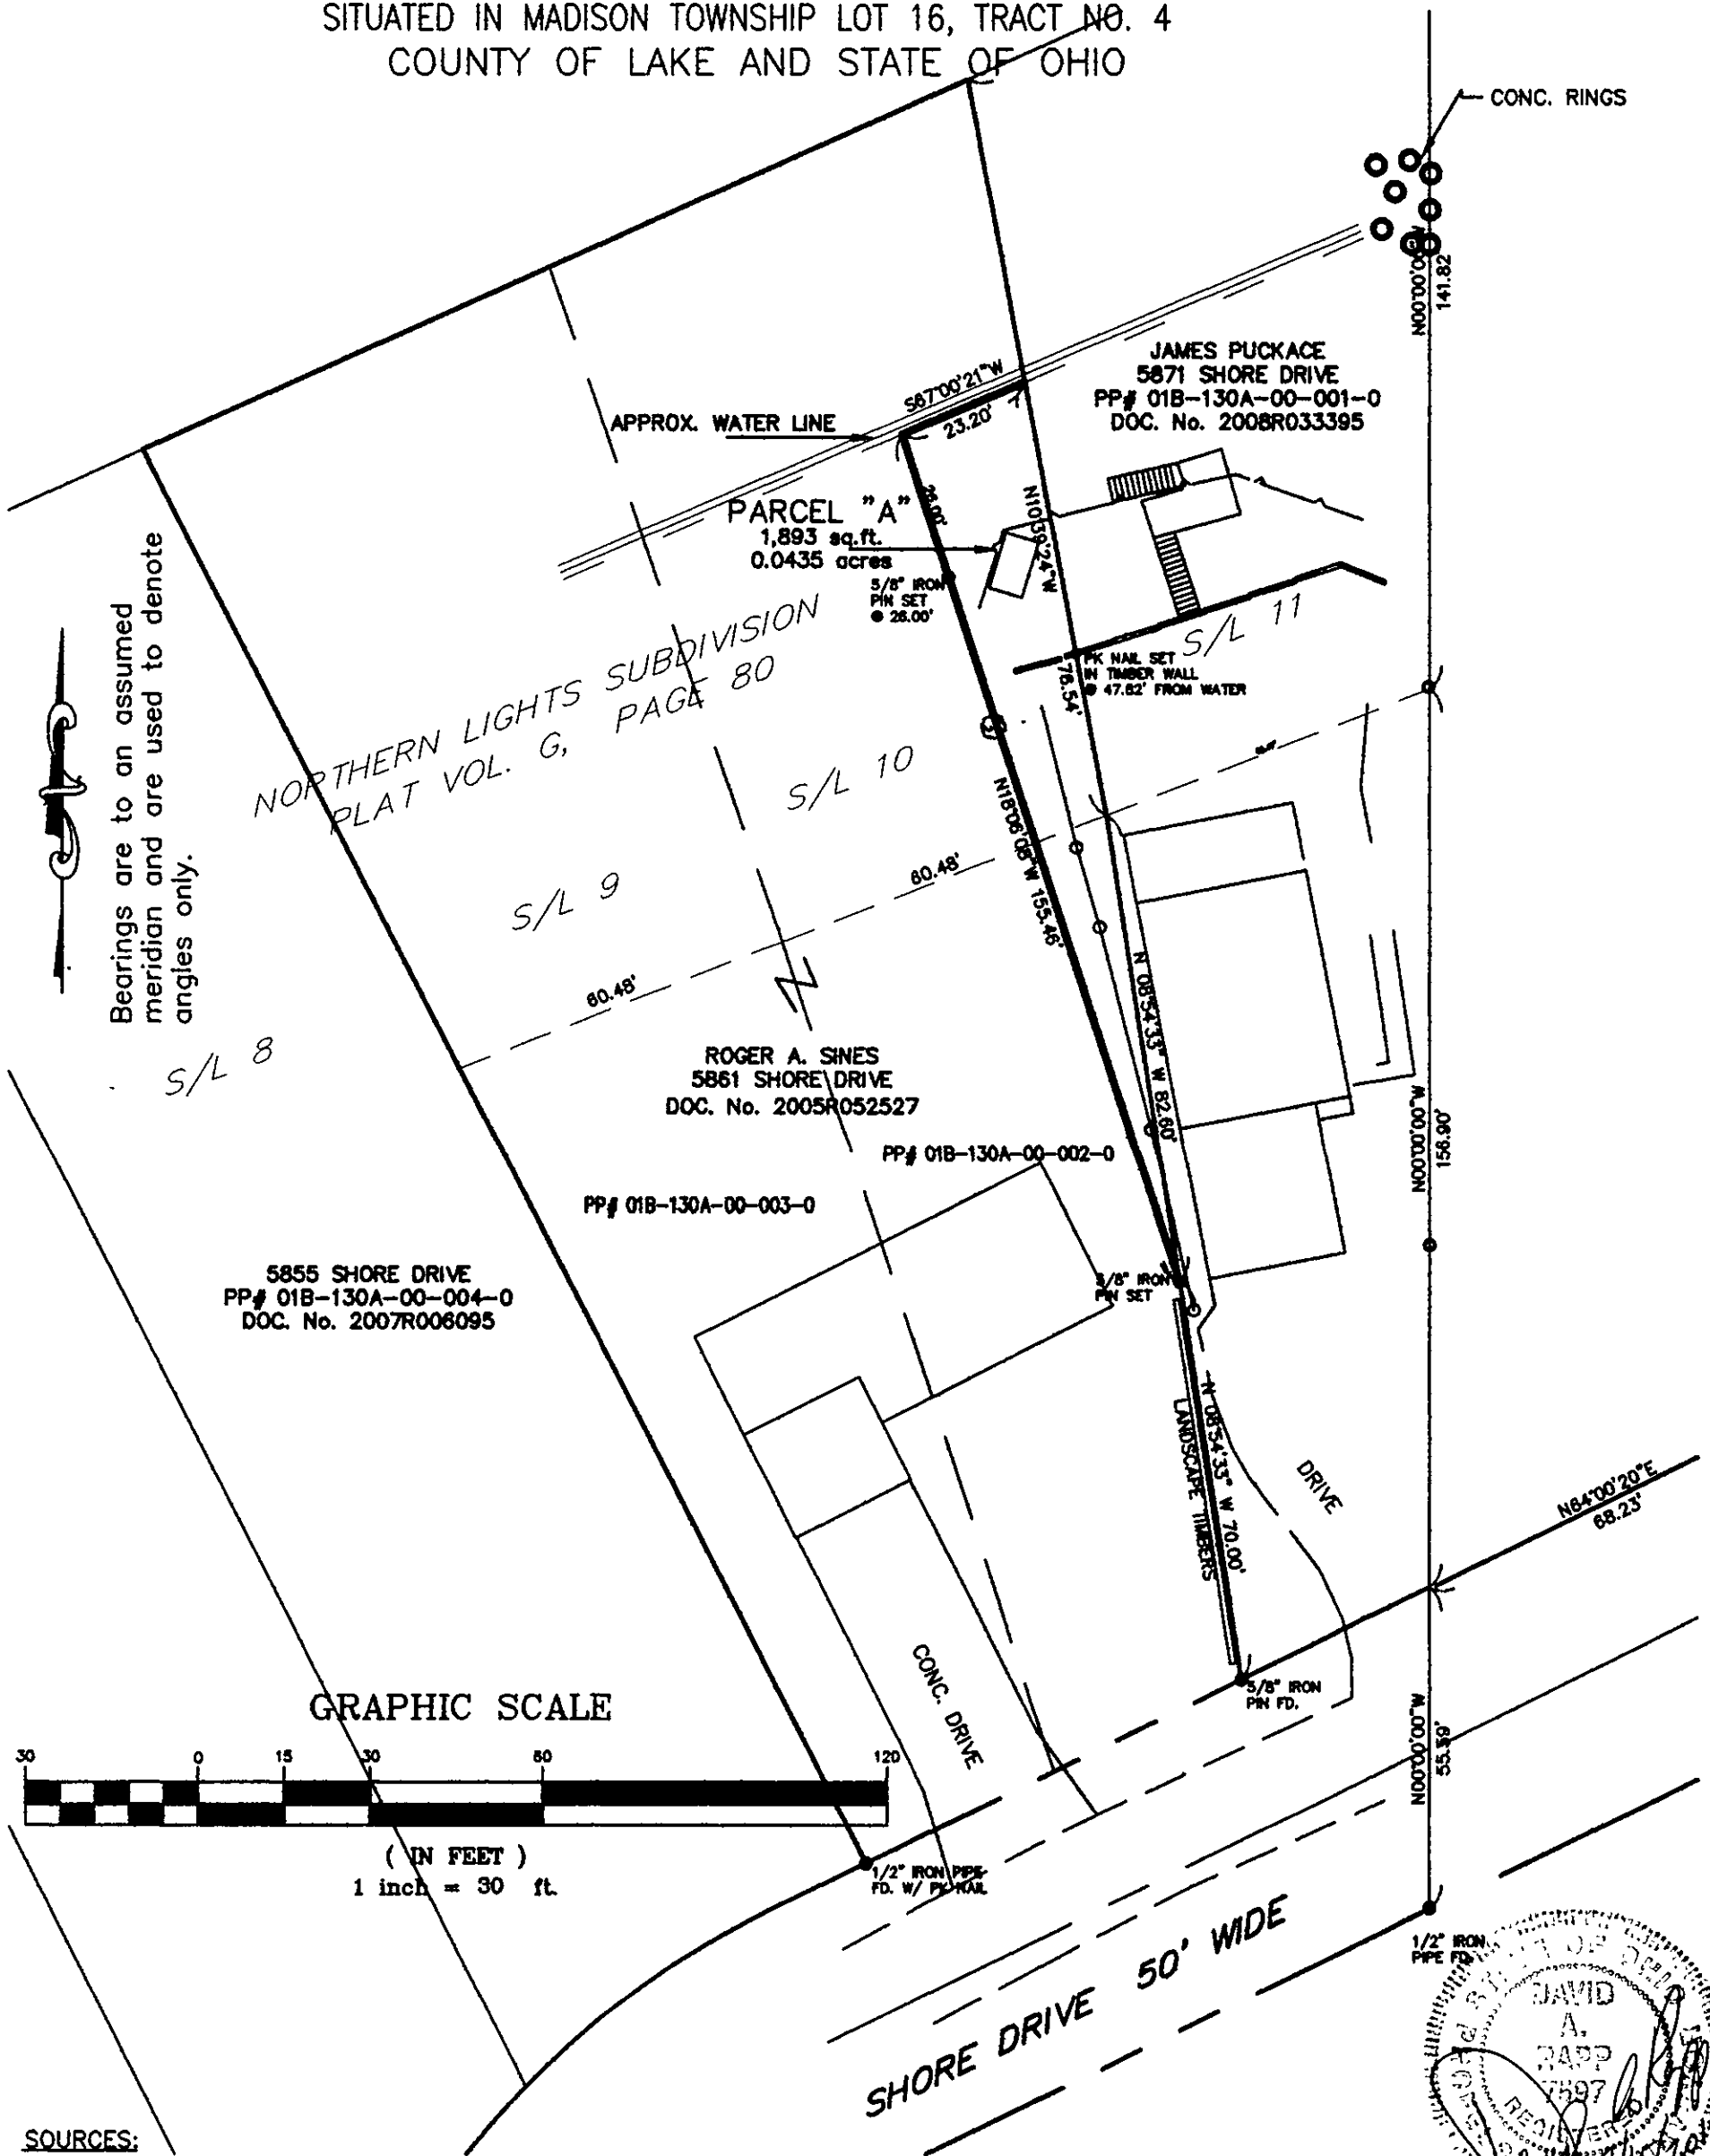 SITUATED IN MADISON TOWNSHIP LOT 16, TRACT NO. 4
COUNTY OF LAKE AND STATE OF OHIO
CONC. RINGS
N00°00'00"W
141.82'
JAMES PUCKACE
5871 SHORE DRIVE
PP# 01B-130A-00-001-0
DOC. No. 2008R033395
S67°00'21"W
23.20'
APPROX. WATER LINE
PARCEL "A"
1,893 sq.ft.
0.0435 acres
26.00'
5/8" IRON
PIN SET
@ 26.00'
N10°39'24"W
76.54'
S/L 11
PK NAIL SET
IN TIMBER WALL
@ 47.82' FROM WATER
Bearings are to an assumed
meridian and are used to denote
angles only.
NORTHERN LIGHTS SUBDIVISION
PLAT VOL. G, PAGE 80
S/L 10
S/L 9
S/L 8
N18°06'08"W 155.46'
60.48'
60.48'
N 08°54'33" W 82.60'
ROGER A. SINES
5861 SHORE DRIVE
DOC. No. 2005R052527
PP# 01B-130A-00-002-0
PP# 01B-130A-00-003-0
N00°00'00"W
156.90'
5855 SHORE DRIVE
PP# 01B-130A-00-004-0
DOC. No. 2007R006095
5/8" IRON
PIN SET
N 08°54'33" W 70.00'
LANDSCAPE TIMBERS
DRIVE
N64°00'20"E
68.23'
CONC. DRIVE
5/8" IRON
PIN FD.
N00°00'00"W
55.59'
GRAPHIC SCALE
30 0 15 30 60 120
( IN FEET )
1 inch = 30 ft.
1/2" IRON PIPE
FD. W/ PK NAIL
SHORE DRIVE 50' WIDE
1/2" IRON
PIPE FD.
DAVID
A.
RAPP
7597
REGISTERED
SOURCES: